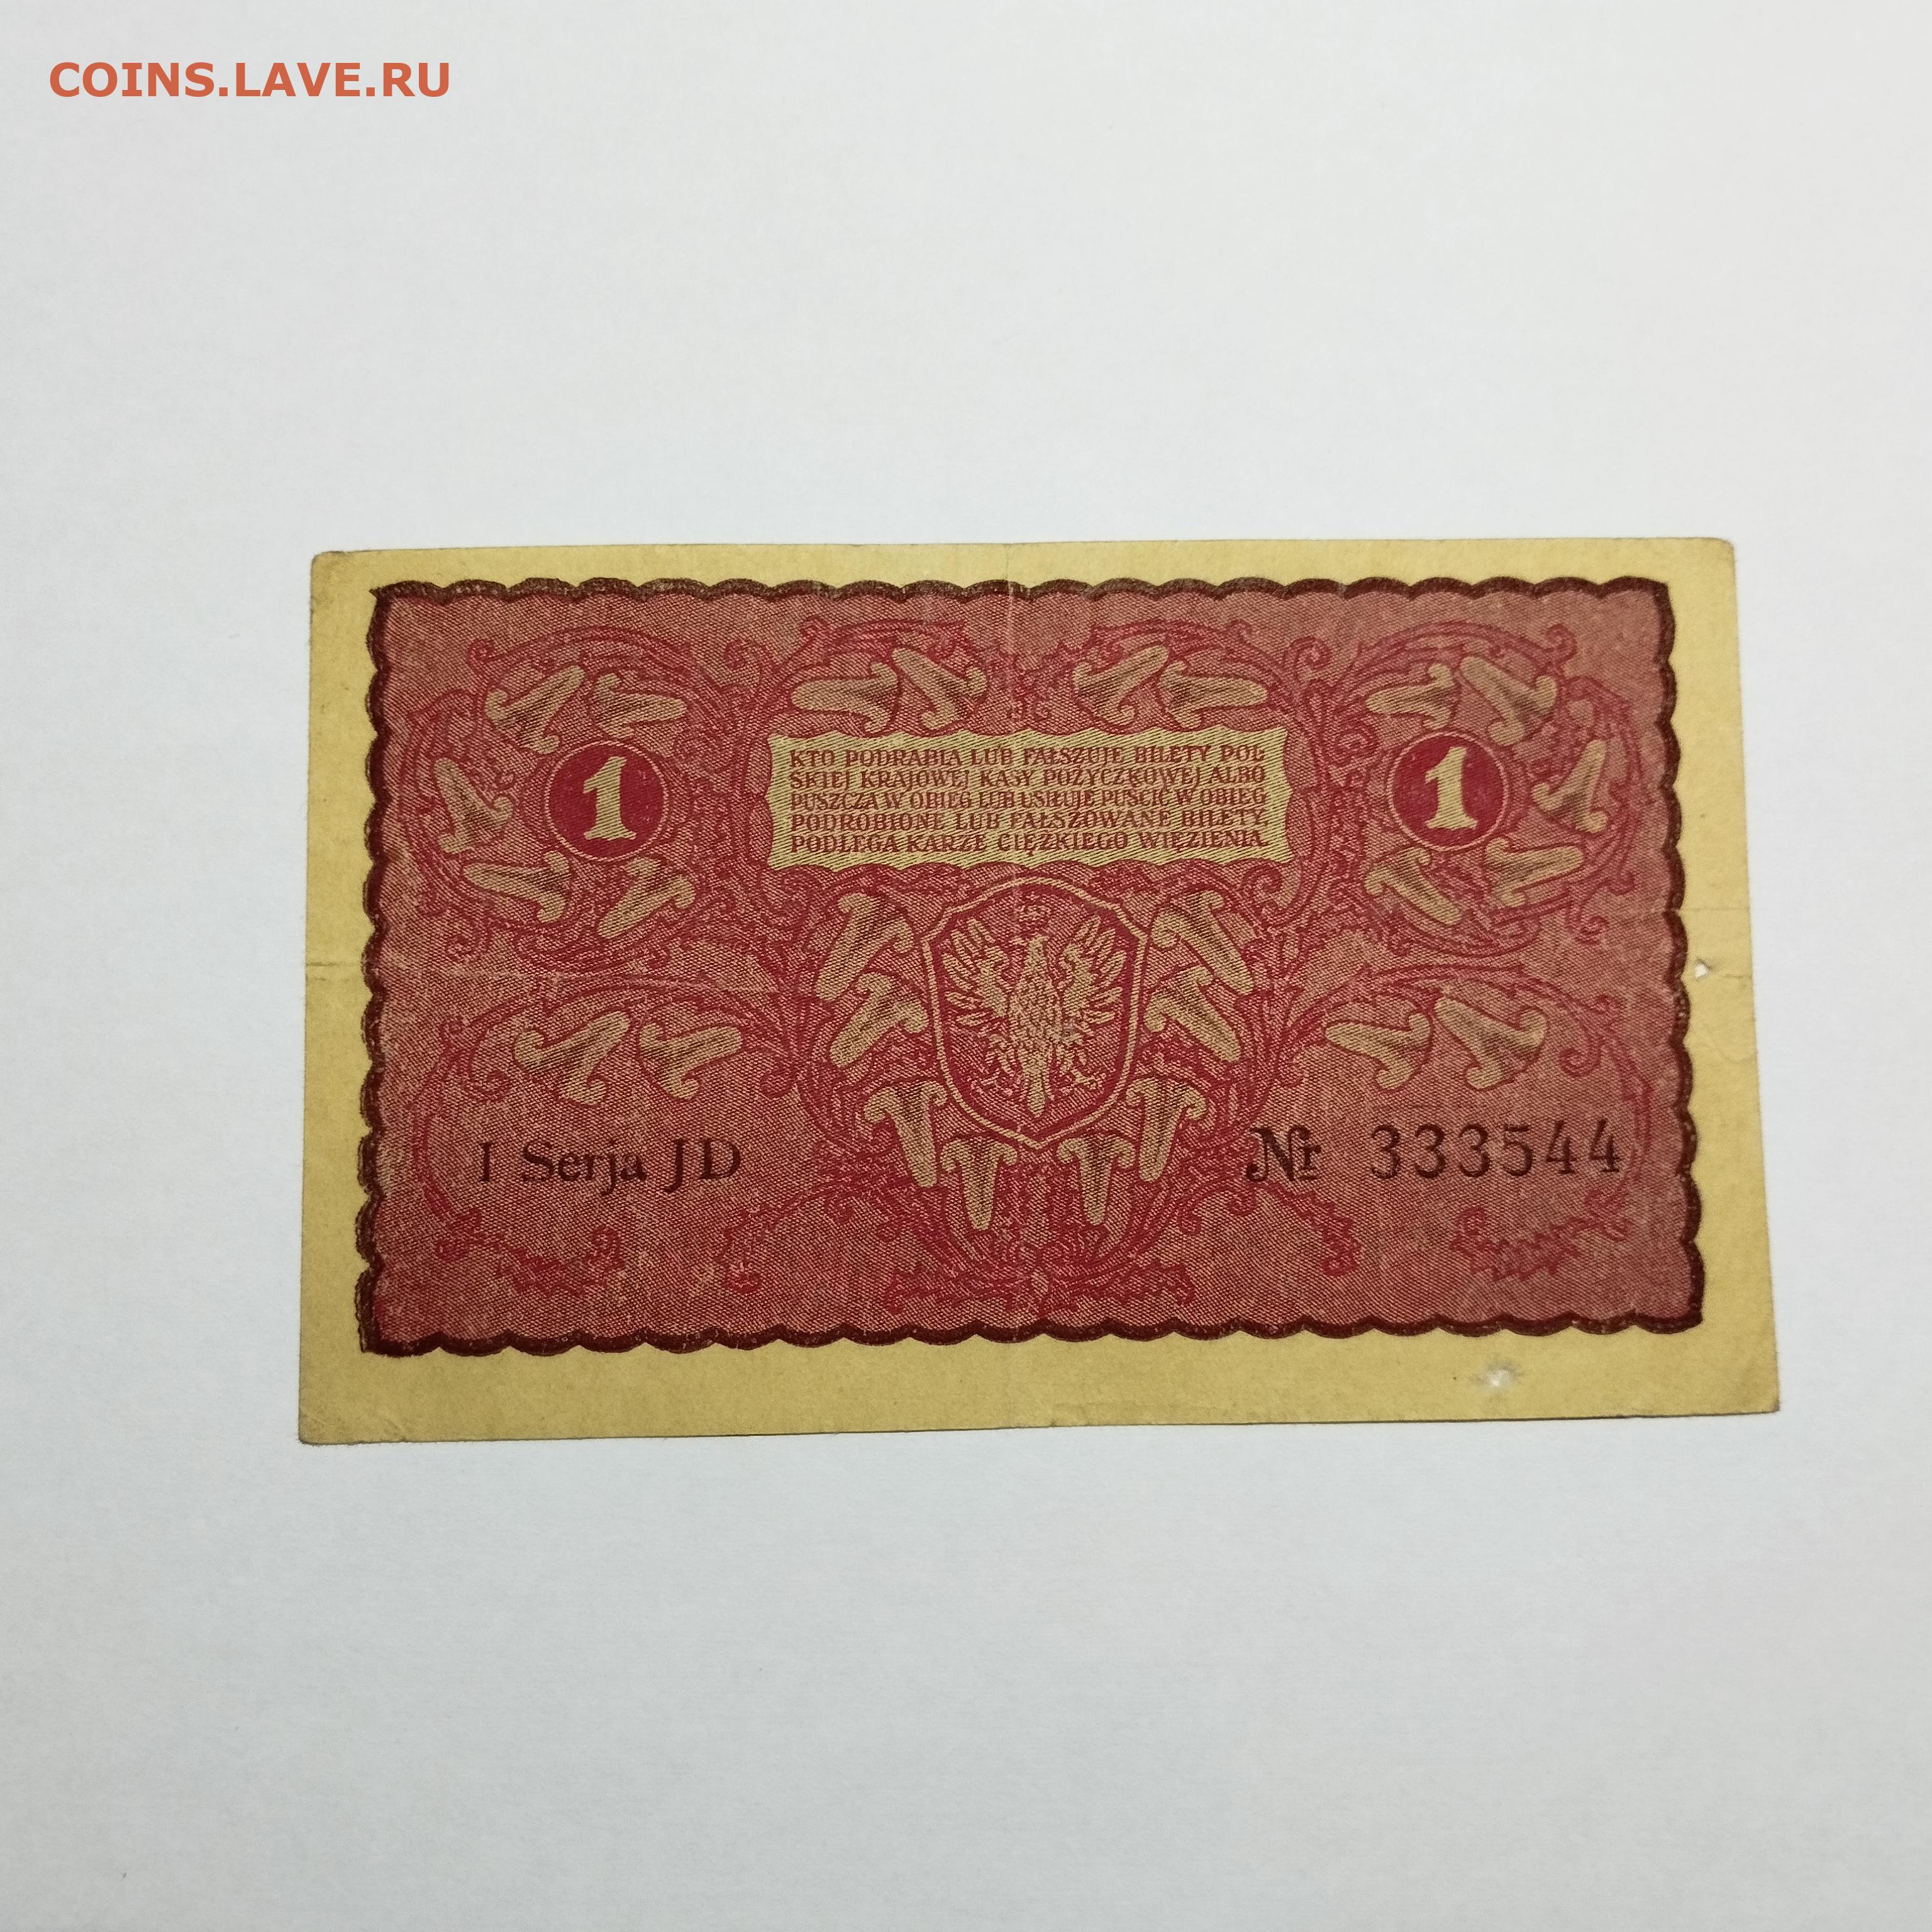 COINS.LAVE.RU
KTO PODRABIA LUB FAŁSZUJE BILETY POL-
SKIEJ KRAJOWEJ KASY POŻYCZKOWEJ ALBO
PUSZCZA W OBIEG LUB USIŁUJE PUŚCIĆ W OBIEG
PODROBIONE LUB FAŁSZOWANE BILETY,
PODLEGA KARZE CIĘŻKIEGO WIĘZIENIA.
1 1
I Serja JD № 333544